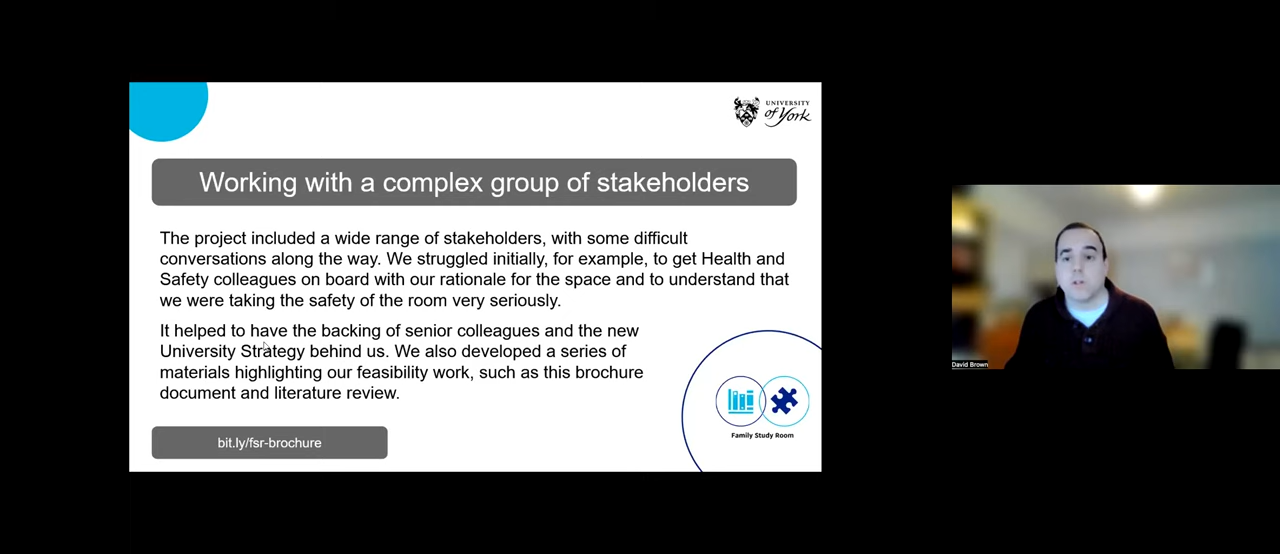 UNIVERSITY
of York
Working with a complex group of stakeholders
The project included a wide range of stakeholders, with some difficult
conversations along the way. We struggled initially, for example, to get Health and
Safety colleagues on board with our rationale for the space and to understand that
we were taking the safety of the room very seriously.
It helped to have the backing of senior colleagues and the new
University Strategy behind us. We also developed a series of
materials highlighting our feasibility work, such as this brochure
document and literature review.
Family Study Room
bit.ly/fsr-brochure
David Brown